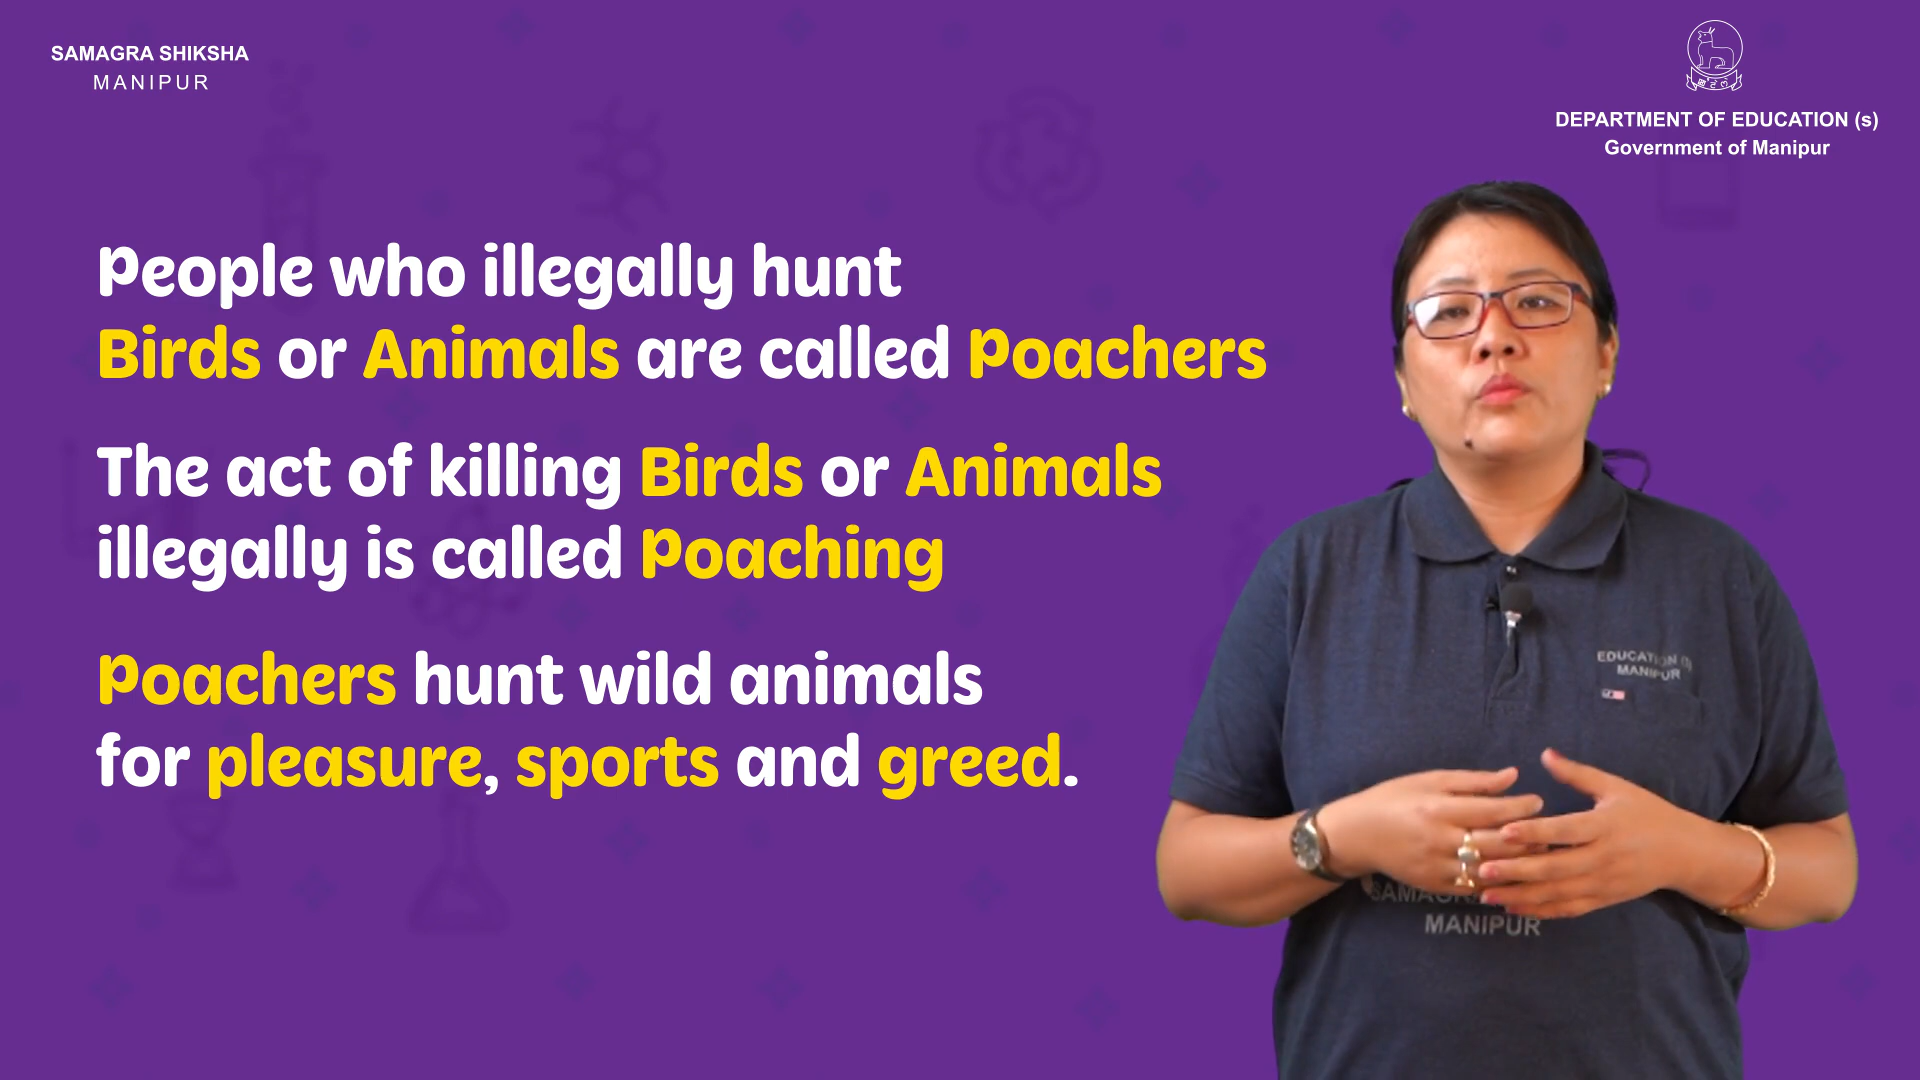 SAMAGRA SHIKSHA
MANIPUR
DEPARTMENT OF EDUCATION (s)
Government of Manipur
People who illegally hunt
Birds or Animals are called Poachers
The act of killing Birds or Animals
illegally is called Poaching
Poachers hunt wild animals
for pleasure, sports and greed.
EDUCATION (S)
MANIPUR
SAMAGRA
MANIPUR